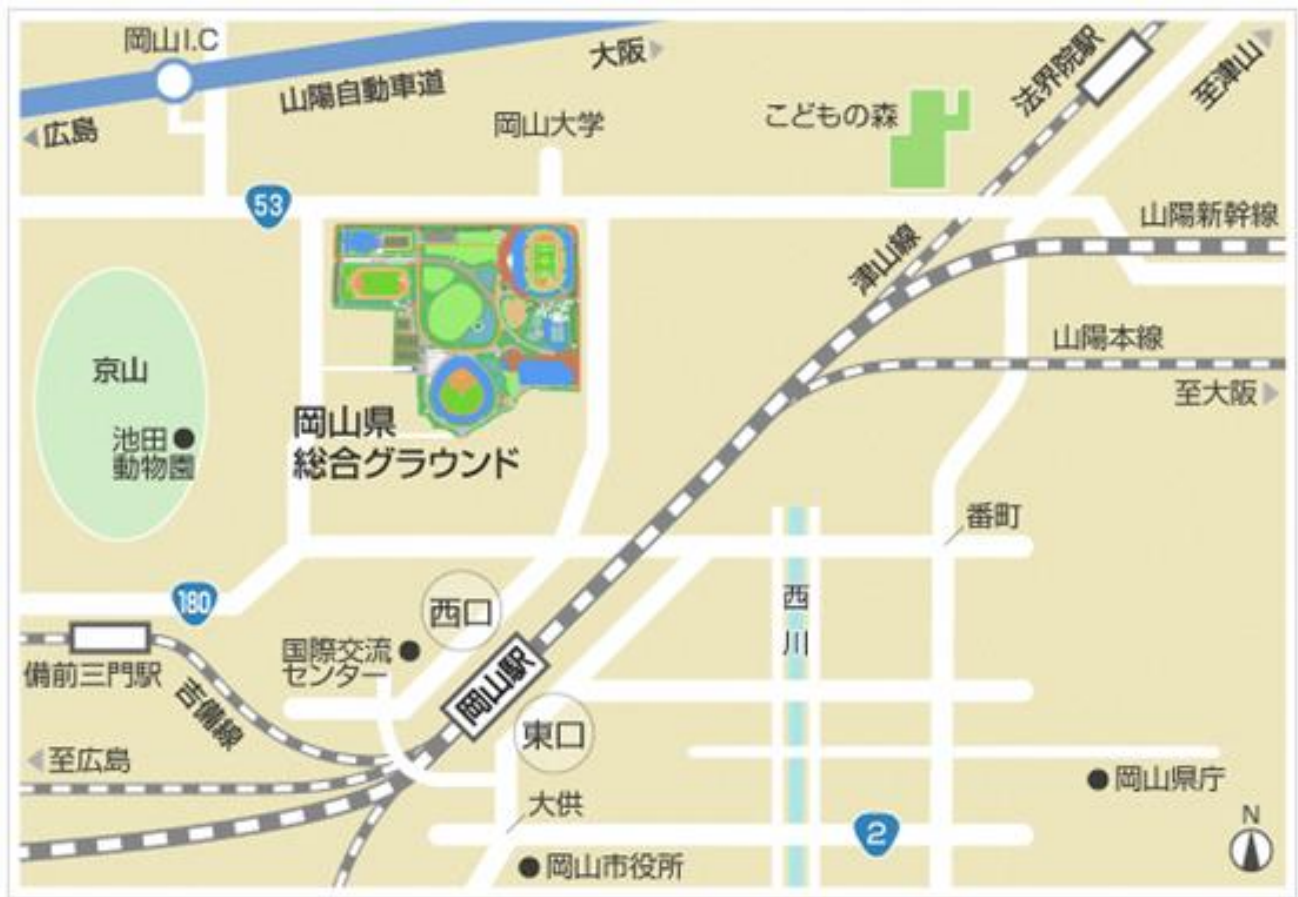 岡山I.C
大阪
山陽自動車道
広島
岡山大学
こどもの森
法界院駅
至津山
53
山陽新幹線
津山線
京山
池田
動物園
岡山県
総合グラウンド
山陽本線
至大阪
番町
180
西口
西川
国際交流
センター
備前三門駅
吉備線
岡山駅
東口
至広島
大供
岡山県庁
2
岡山市役所
N